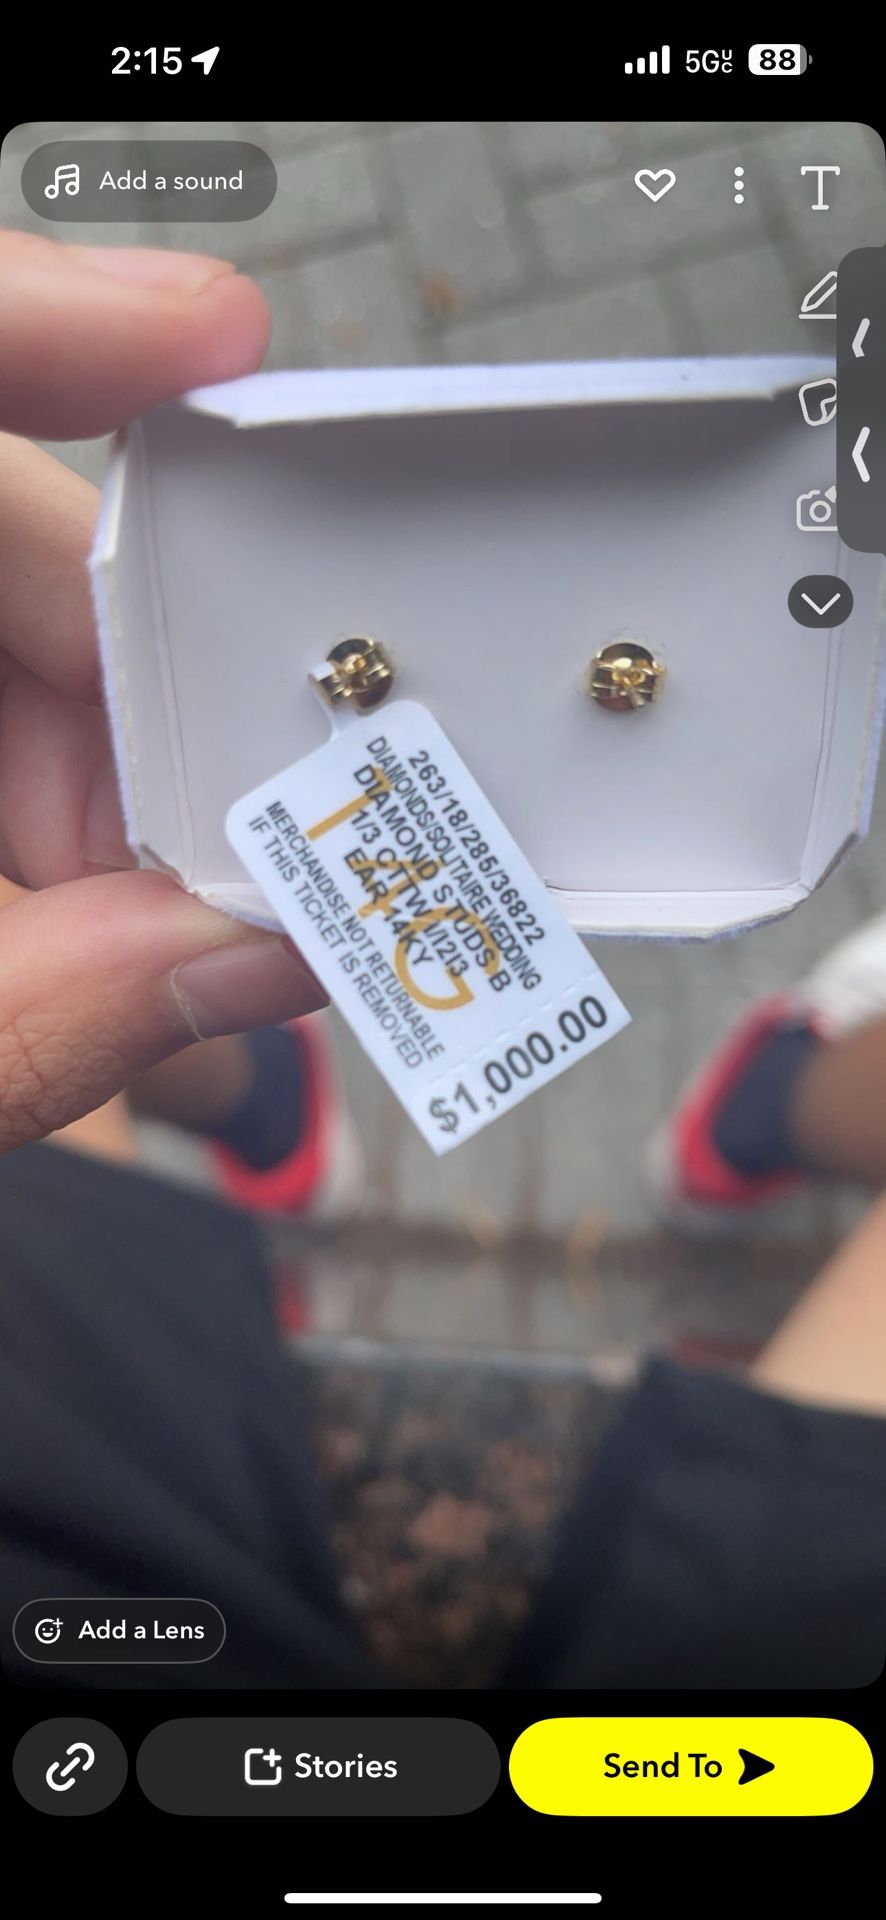 2:15
5GUC
88
Add a sound
T
263/18/285/36822
DIAMONDS/SOLITAIRE WEDDING
DIAMOND STUDS B
1/3 CTTW I/I2I3
EAR 14KY
MERCHANDISE NOT RETURNABLE
IF THIS TICKET IS REMOVED
$1,000.00
Add a Lens
Stories
Send To